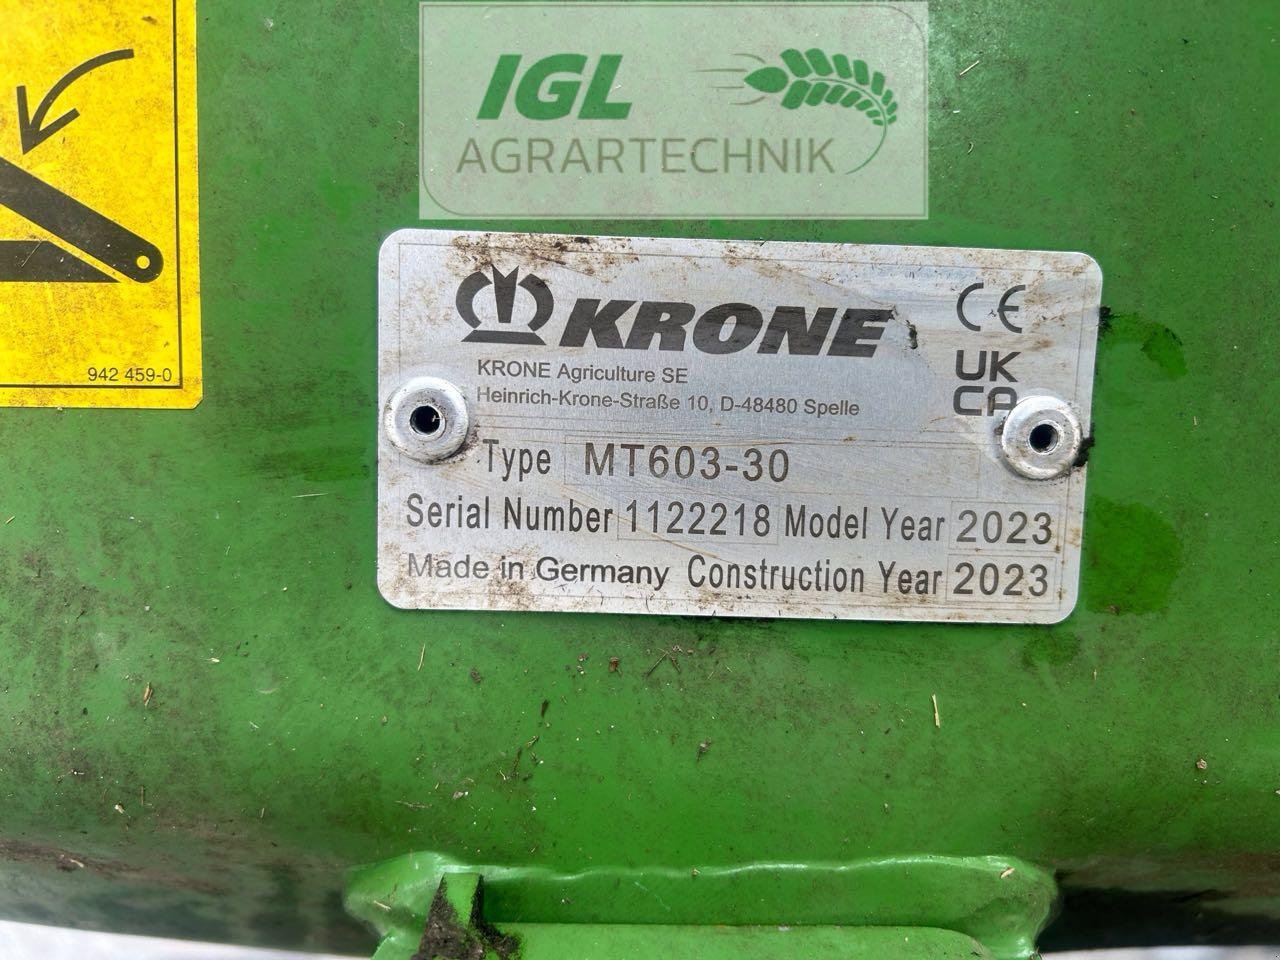 IGL
AGRARTECHNIK
KRONE
CE
KRONE Agriculture SE
Heinrich-Krone-Straße 10, D-48480 Spelle
UK
CA
942 459-0
Type MT603-30
Serial Number 1122218 Model Year 2023
Made in Germany Construction Year 2023